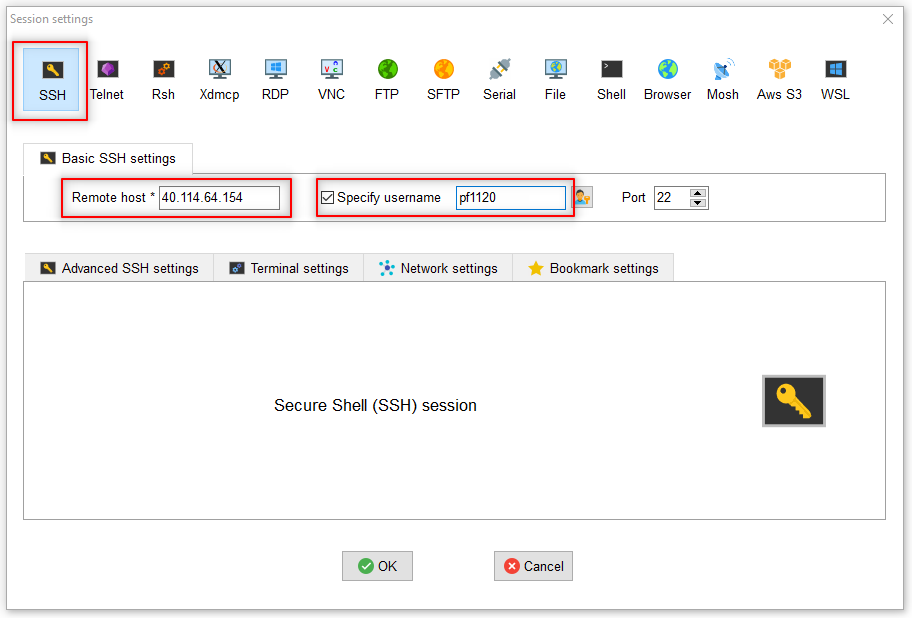 Session settings
SSH Telnet Rsh Xdmcp RDP VNC FTP SFTP Serial File Shell Browser Mosh Aws S3 WSL
Basic SSH settings
Remote host * 40.114.64.154 Specify username pf1120 Port 22
Advanced SSH settings Terminal settings Network settings Bookmark settings
Secure Shell (SSH) session
OK Cancel